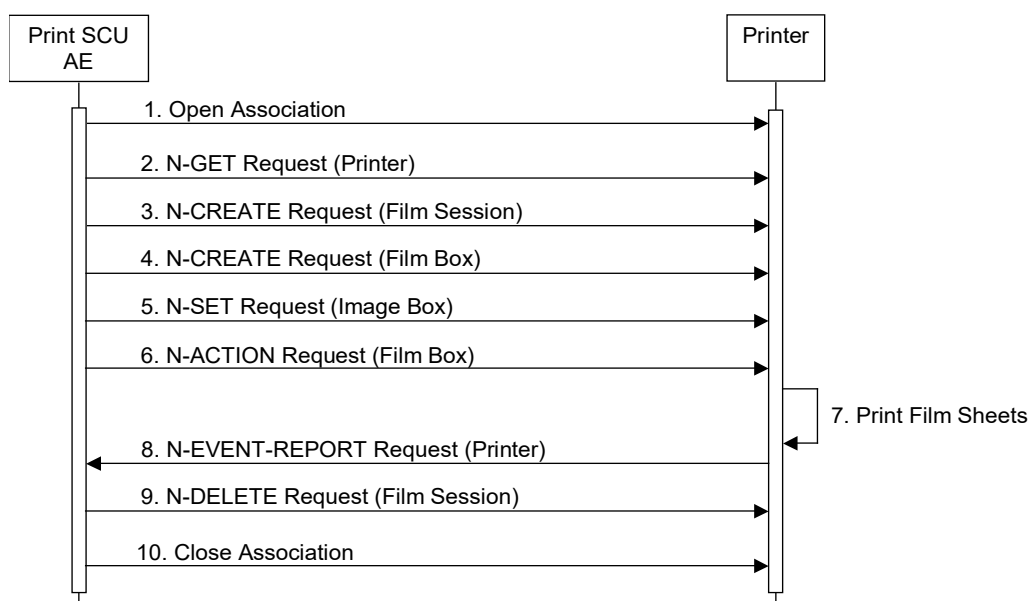 Print SCU
AE
Printer
1. Open Association
2. N-GET Request (Printer)
3. N-CREATE Request (Film Session)
4. N-CREATE Request (Film Box)
5. N-SET Request (Image Box)
6. N-ACTION Request (Film Box)
7. Print Film Sheets
8. N-EVENT-REPORT Request (Printer)
9. N-DELETE Request (Film Session)
10. Close Association